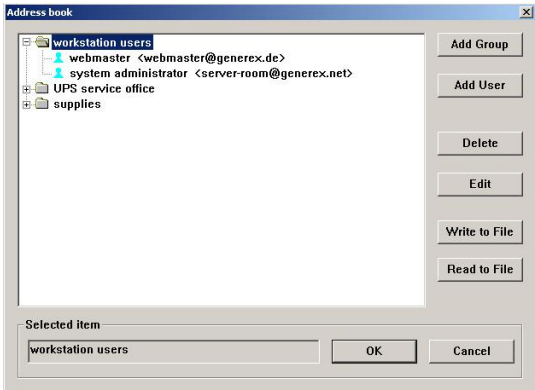 Address book
workstation users
webmaster <webmaster@generex.de>
system administrator <server-room@generex.net>
UPS service office
supplies
Add Group
Add User
Delete
Edit
Write to File
Read to File
Selected item
workstation users
OK
Cancel